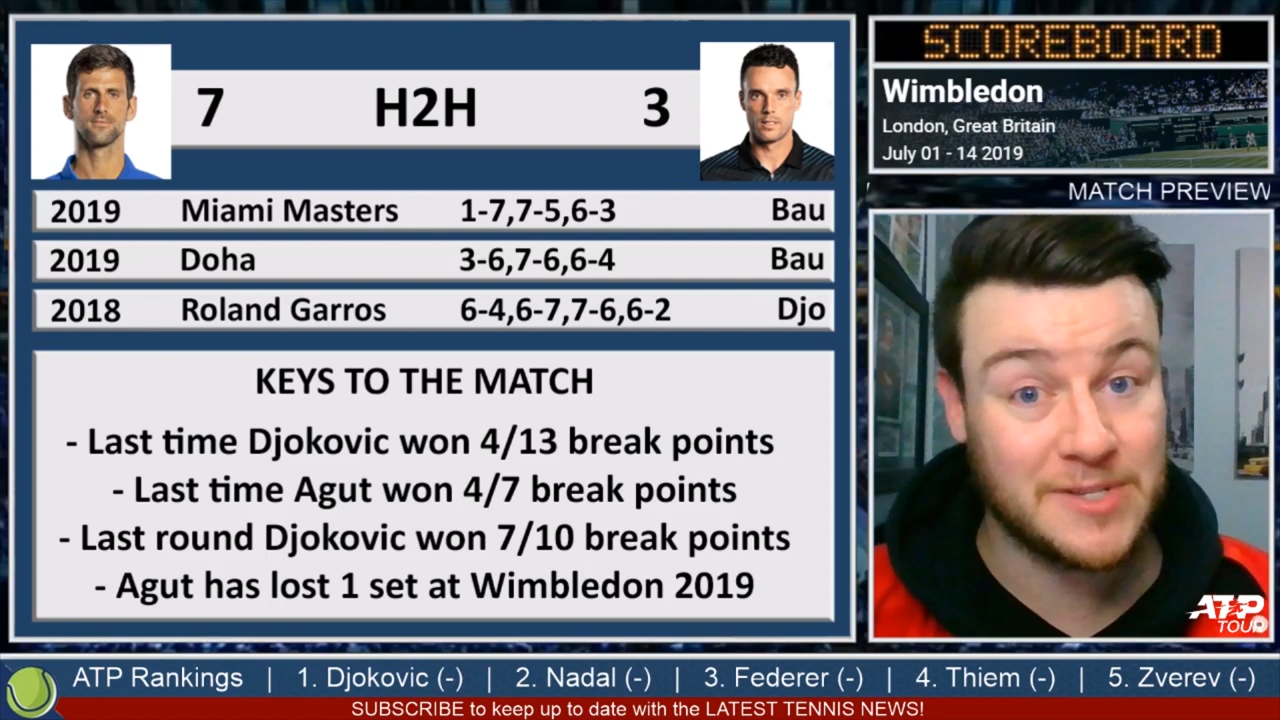 7 H2H 3
2019 Miami Masters 1-7,7-5,6-3 Bau
2019 Doha 3-6,7-6,6-4 Bau
2018 Roland Garros 6-4,6-7,7-6,6-2 Djo
KEYS TO THE MATCH
- Last time Djokovic won 4/13 break points
- Last time Agut won 4/7 break points
- Last round Djokovic won 7/10 break points
- Agut has lost 1 set at Wimbledon 2019
SCOREBOARD
Wimbledon
London, Great Britain
July 01 - 14 2019
MATCH PREVIEW
ATP
TOUR
ATP Rankings | 1. Djokovic (-) | 2. Nadal (-) | 3. Federer (-) | 4. Thiem (-) | 5. Zverev (-)
SUBSCRIBE to keep up to date with the LATEST TENNIS NEWS!